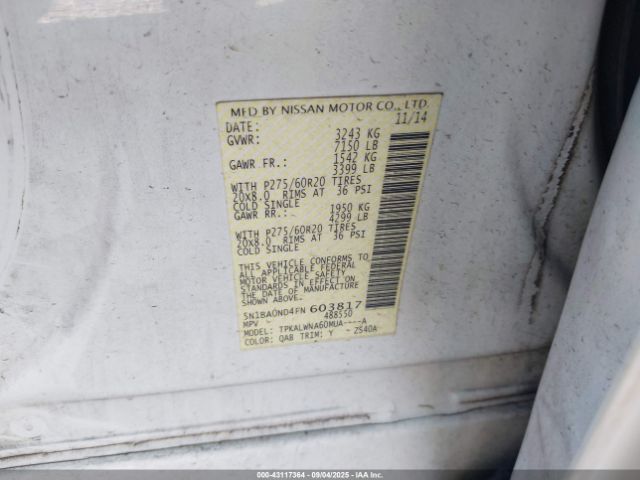 MFD BY NISSAN MOTOR CO., LTD.
DATE: 11/14
GVWR: 3243 KG
7150 LB
GAWR FR.: 1542 KG
3399 LB
WITH P275/60R20 TIRES
20X8.0 RIMS AT 36 PSI
COLD SINGLE
GAWR RR.: 1950 KG
4299 LB
WITH P275/60R20 TIRES
20X8.0 RIMS AT 36 PSI
COLD SINGLE
THIS VEHICLE CONFORMS TO
ALL APPLICABLE FEDERAL
MOTOR VEHICLE SAFETY
STANDARDS IN EFFECT ON
THE DATE OF MANUFACTURE
SHOWN ABOVE.
5N1BA0ND4FN 603817
MPV 488550
MODEL: TPKALWNA60MUA----A
COLOR: QAB TRIM: Y ZS40A
000-43117364 - 09/04/2025 - IAA